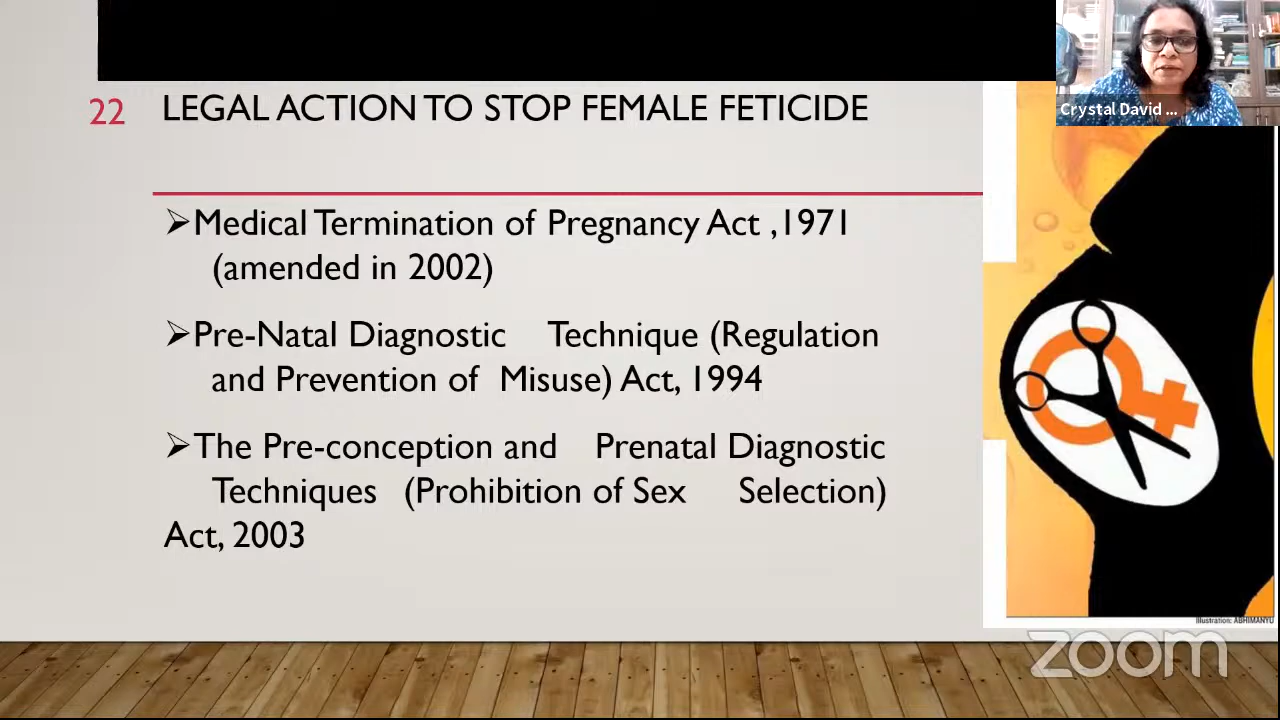 Crystal David ...
22 LEGAL ACTION TO STOP FEMALE FETICIDE
➢Medical Termination of Pregnancy Act ,1971
(amended in 2002)
➢Pre-Natal Diagnostic Technique (Regulation
and Prevention of Misuse) Act, 1994
➢The Pre-conception and Prenatal Diagnostic
Techniques (Prohibition of Sex Selection)
Act, 2003
Illustration: ABHIMANYU
zoom